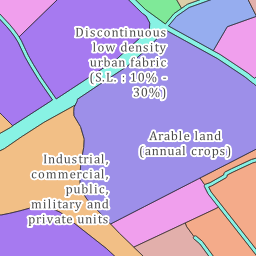 Discontinuous
low density
urban fabric
(S.L. : 10% -
30%)
Arable land
(annual crops)
Industrial,
commercial,
public,
military and
private units